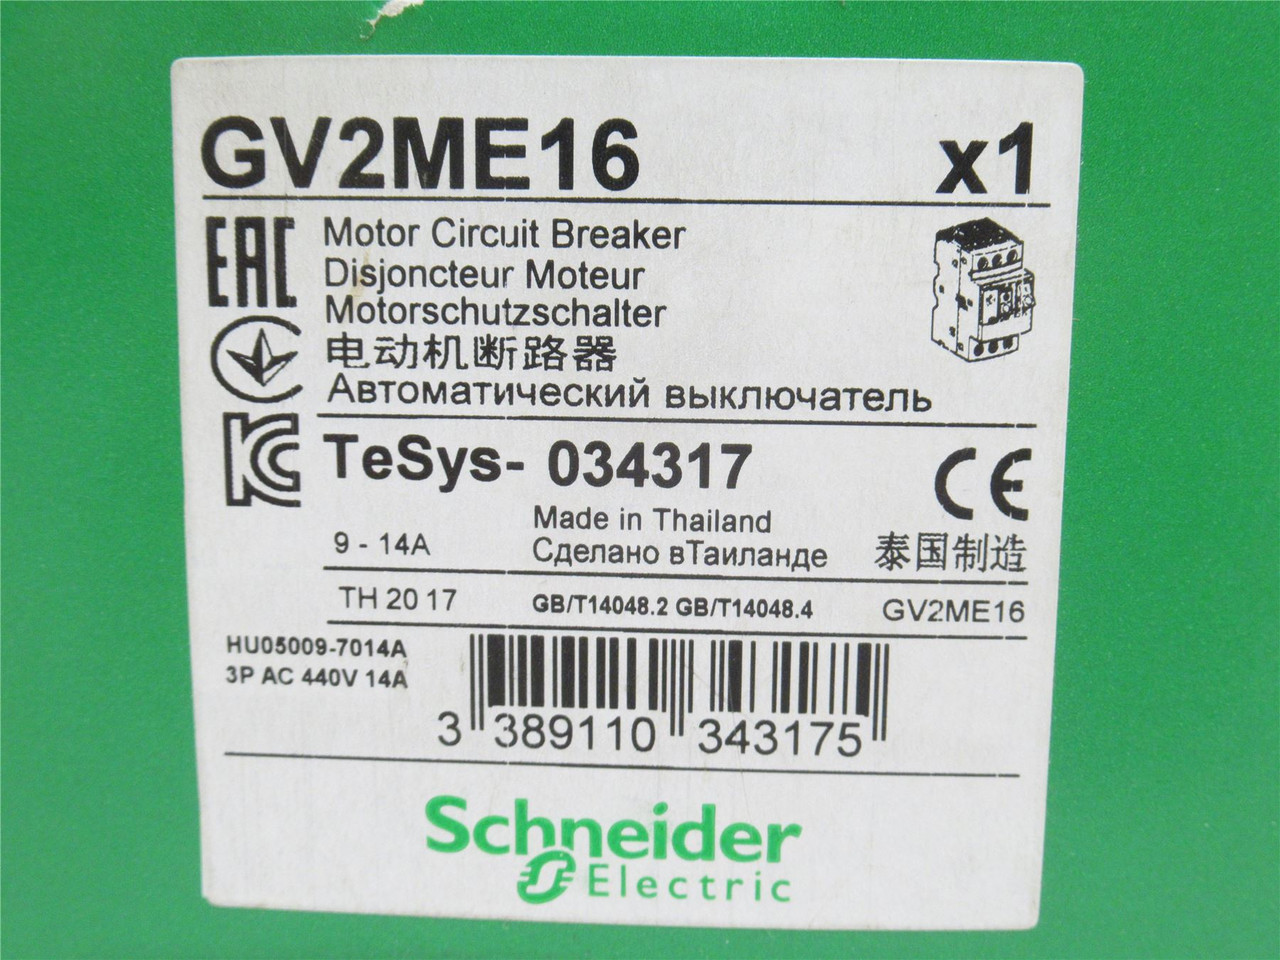 GV2ME16 x1
EAC
Motor Circuit Breaker
Disjoncteur Moteur
Motorschutzschalter
电动机断路器
Автоматический выключатель
KC
TeSys- 034317 CE
Made in Thailand
9 - 14A Сделано вТаиланде 泰国制造
TH 20 17 GB/T14048.2 GB/T14048.4 GV2ME16
HU05009-7014A
3P AC 440V 14A
3 389110 343175
Schneider
Electric